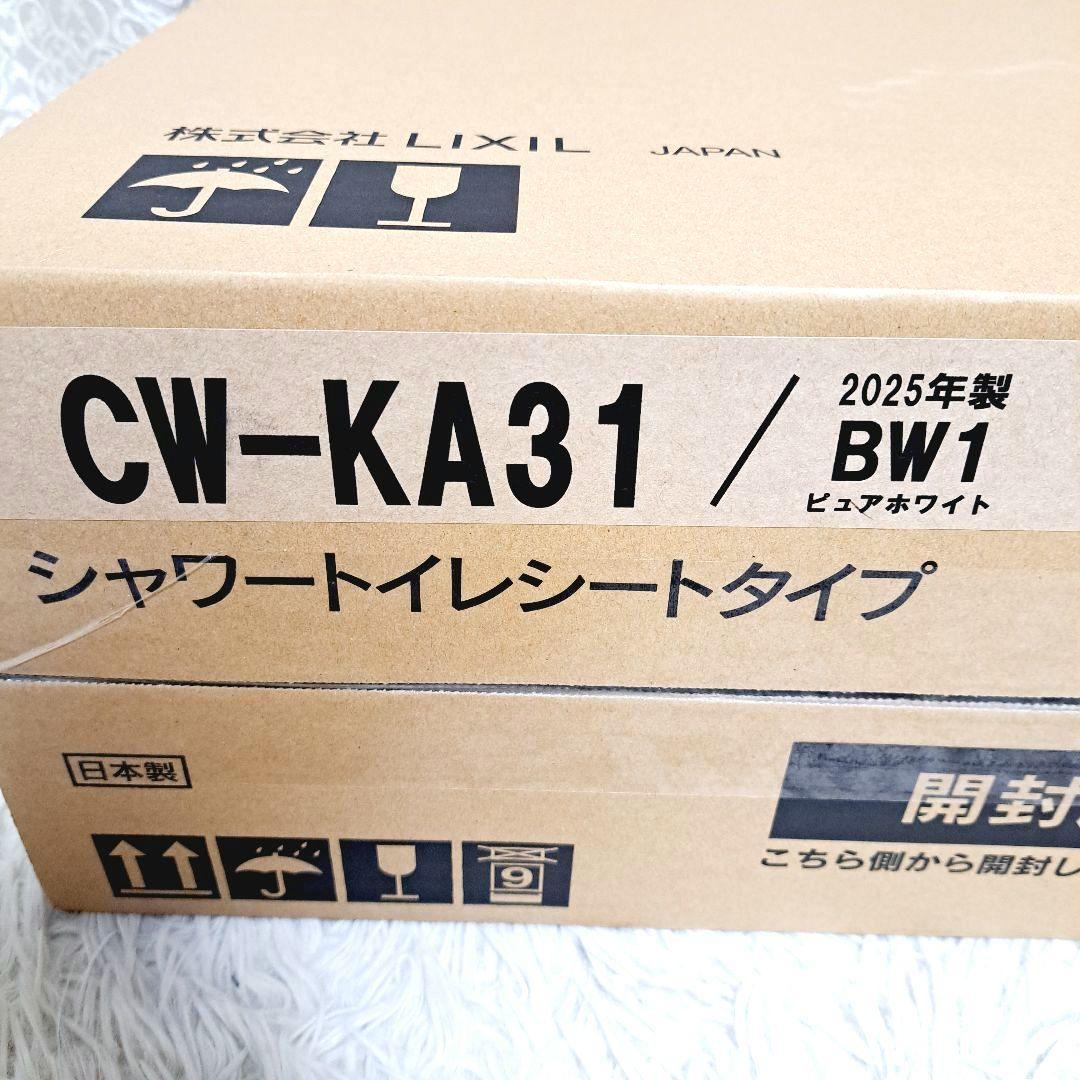 株式会社 LIXIL JAPAN
CW-KA31 / 2025年製
BW1
ピュアホワイト
シャワートイレシートタイプ
日本製
開封
こちら側から開封し
9